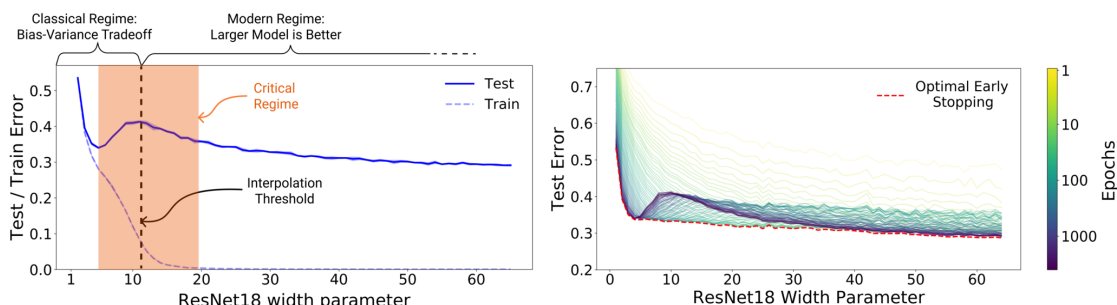 Classical Regime:
Bias-Variance Tradeoff
Modern Regime:
Larger Model is Better
Test / Train Error
0.5
0.4
0.3
0.2
0.1
0.0
Critical
Regime
Test
Train
Interpolation
Threshold
1
10
20
30
40
50
60
ResNet18 width parameter
Test Error
0.7
0.6
0.5
0.4
0.3
0.2
Optimal Early
Stopping
0
10
20
30
40
50
60
ResNet18 Width Parameter
1
10
100
1000
Epochs